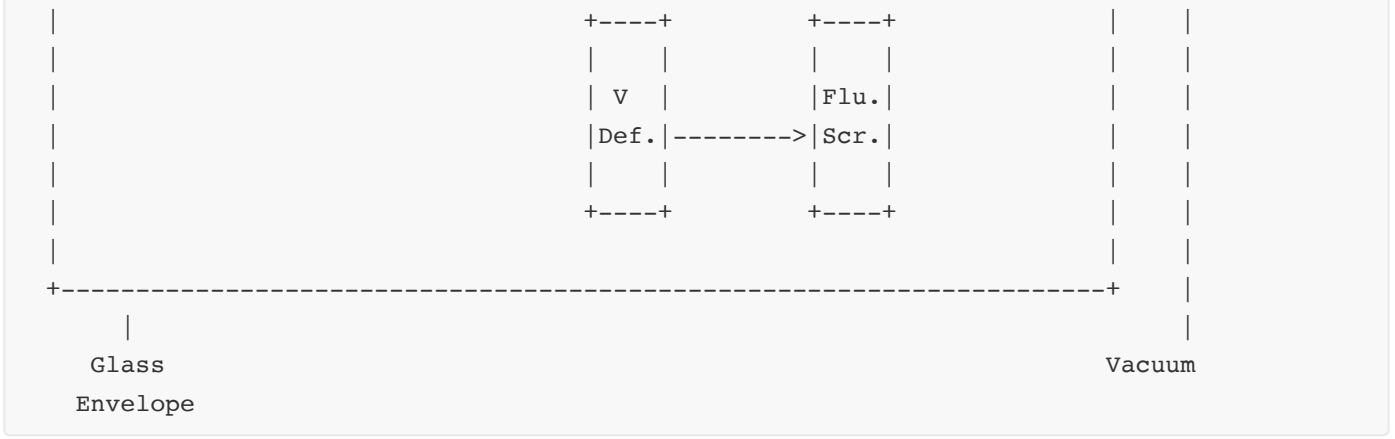 +----+ +----+ | |
| | | | | | |
| | V | |Flu.| | |
| |Def.|-------->|Scr.| | |
| | | | | | |
| +----+ +----+ | |
| | |
+----------------------------------------------------------------------+ |
| |
Glass Vacuum
Envelope